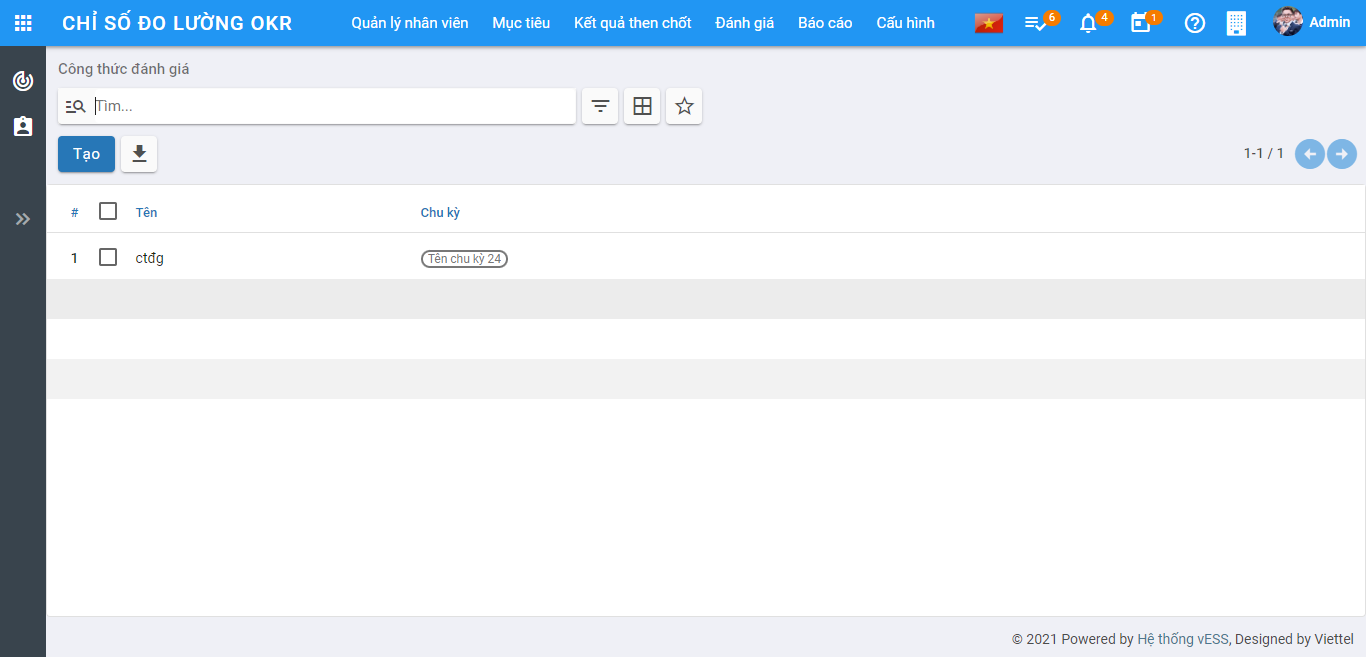 CHỈ SỐ ĐO LƯỜNG OKR Quản lý nhân viên Mục tiêu Kết quả then chốt Đánh giá Báo cáo Cấu hình 6 4 1 Admin
Công thức đánh giá
Tìm...
Tạo 1-1 / 1
# Tên Chu kỳ
1 ctđg Tên chu kỳ 24
© 2021 Powered by Hệ thống vESS, Designed by Viettel